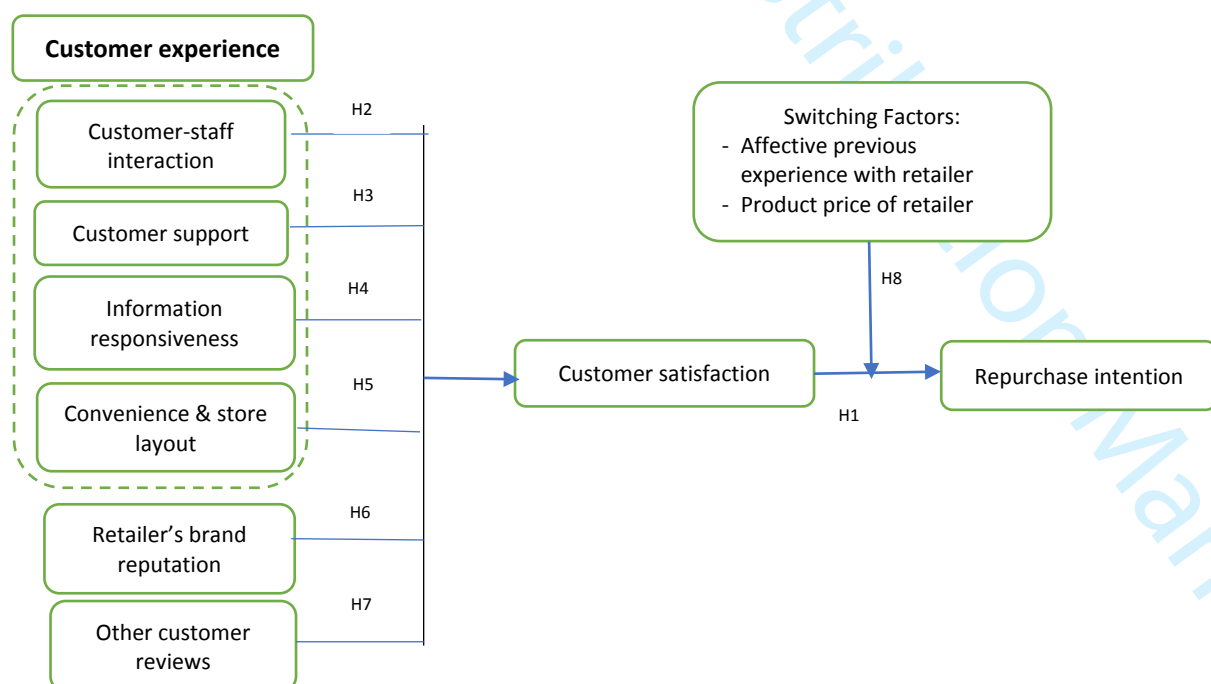 Customer experience
H2
Customer-staff
interaction
H3
Customer support
H4
Information
responsiveness
H5
Convenience & store
layout
H6
Retailer's brand
reputation
H7
Other customer
reviews
Customer satisfaction
Switching Factors:
- Affective previous
experience with retailer
- Product price of retailer
H8
H1
Repurchase intention